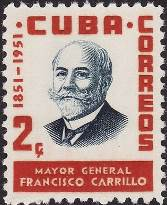 CUBA
CORREOS
1851-1951
2¢
MAYOR GENERAL
FRANCISCO CARRILLO